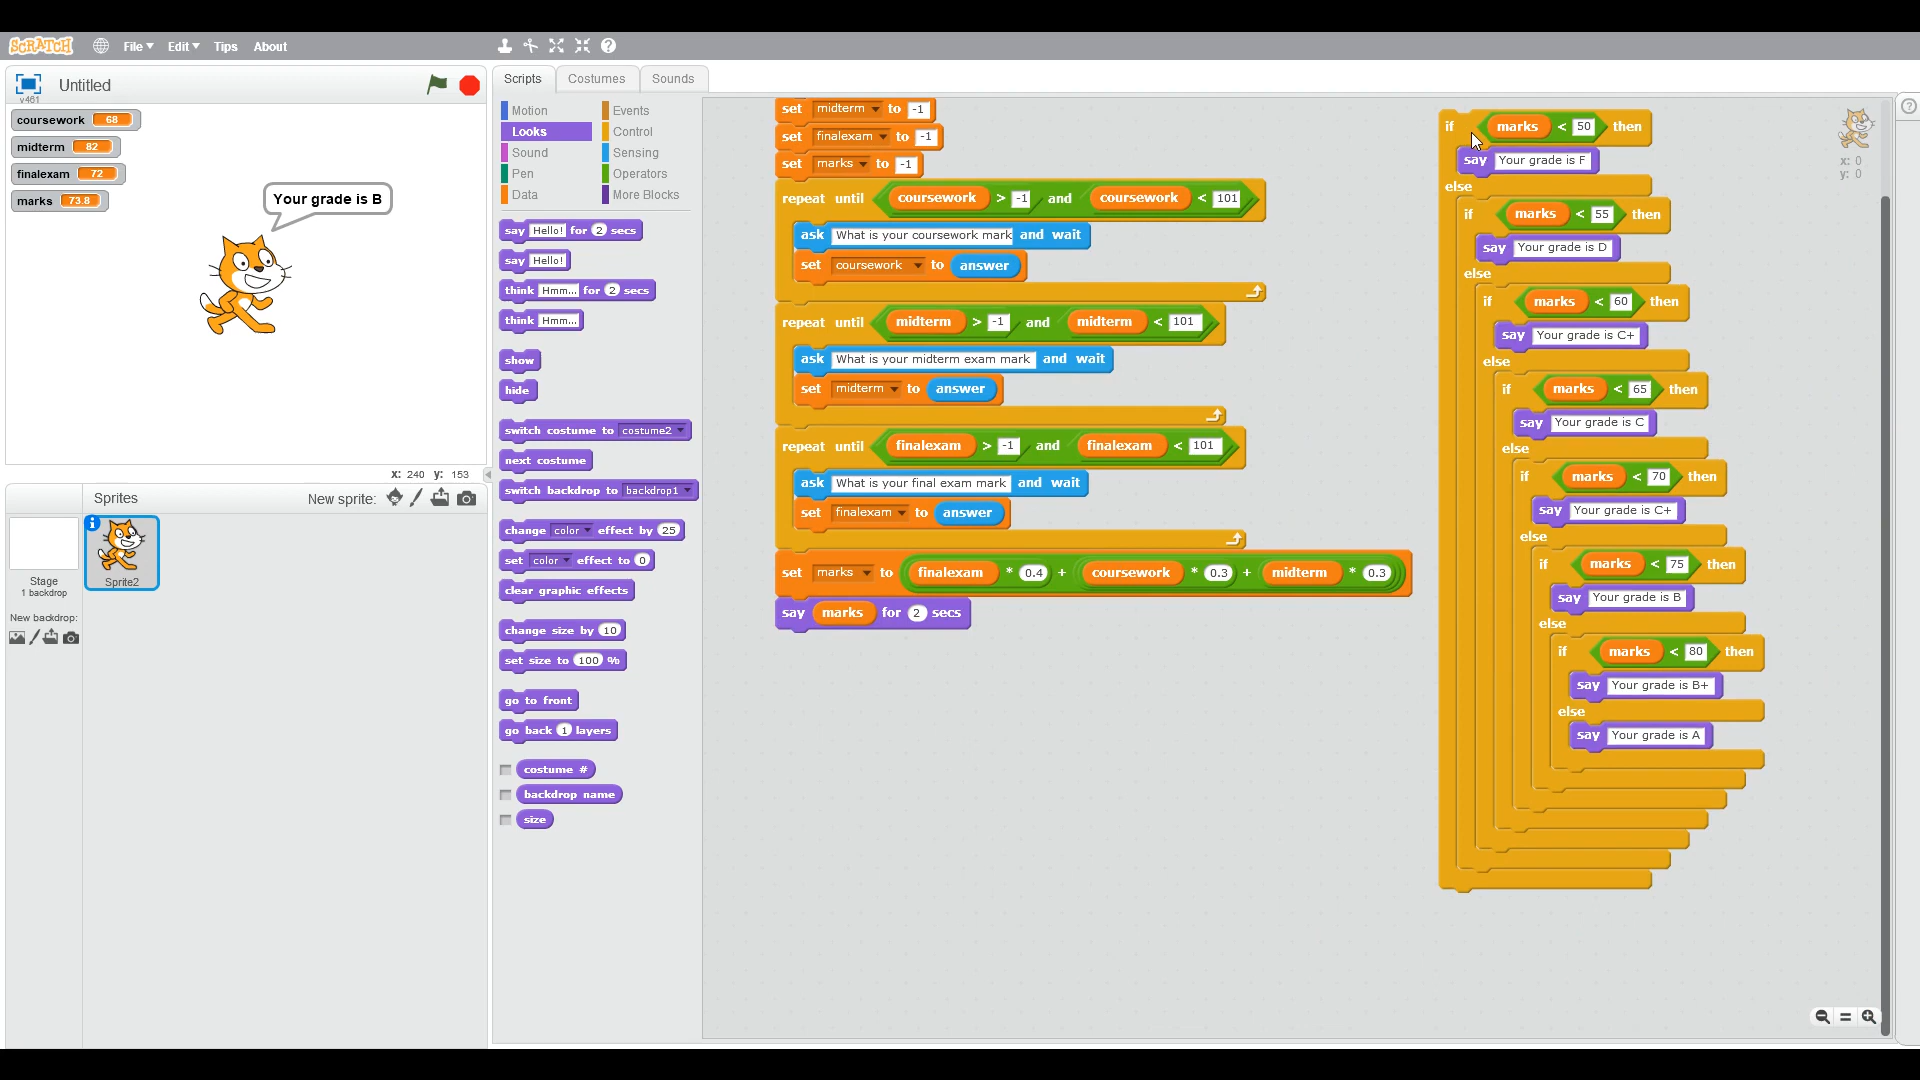 SCRATCH File Edit Tips About
v461
Untitled
coursework 68
midterm 82
finalexam 72
marks 73.8
Your grade is B
x: 240 y: 153
Sprites
New sprite:
Sprite2
Stage
1 backdrop
New backdrop:
Scripts Costumes Sounds
Motion Events
Looks Control
Sound Sensing
Pen Operators
Data More Blocks
say Hello! for 2 secs
say Hello!
think Hmm... for 2 secs
think Hmm...
show
hide
switch costume to costume2
next costume
switch backdrop to backdrop1
change color effect by 25
set color effect to 0
clear graphic effects
change size by 10
set size to 100 %
go to front
go back 1 layers
costume #
backdrop name
size
set midterm to -1
set finalexam to -1
set marks to -1
repeat until coursework > -1 and coursework < 101
ask What is your coursework mark and wait
set coursework to answer
repeat until midterm > -1 and midterm < 101
ask What is your midterm exam mark and wait
set midterm to answer
repeat until finalexam > -1 and finalexam < 101
ask What is your final exam mark and wait
set finalexam to answer
set marks to finalexam * 0.4 + coursework * 0.3 + midterm * 0.3
say marks for 2 secs
if marks < 50 then
say Your grade is F
else
if marks < 55 then
say Your grade is D
else
if marks < 60 then
say Your grade is C+
else
if marks < 65 then
say Your grade is C
else
if marks < 70 then
say Your grade is C+
else
if marks < 75 then
say Your grade is B
else
if marks < 80 then
say Your grade is B+
else
say Your grade is A
x: 0
y: 0